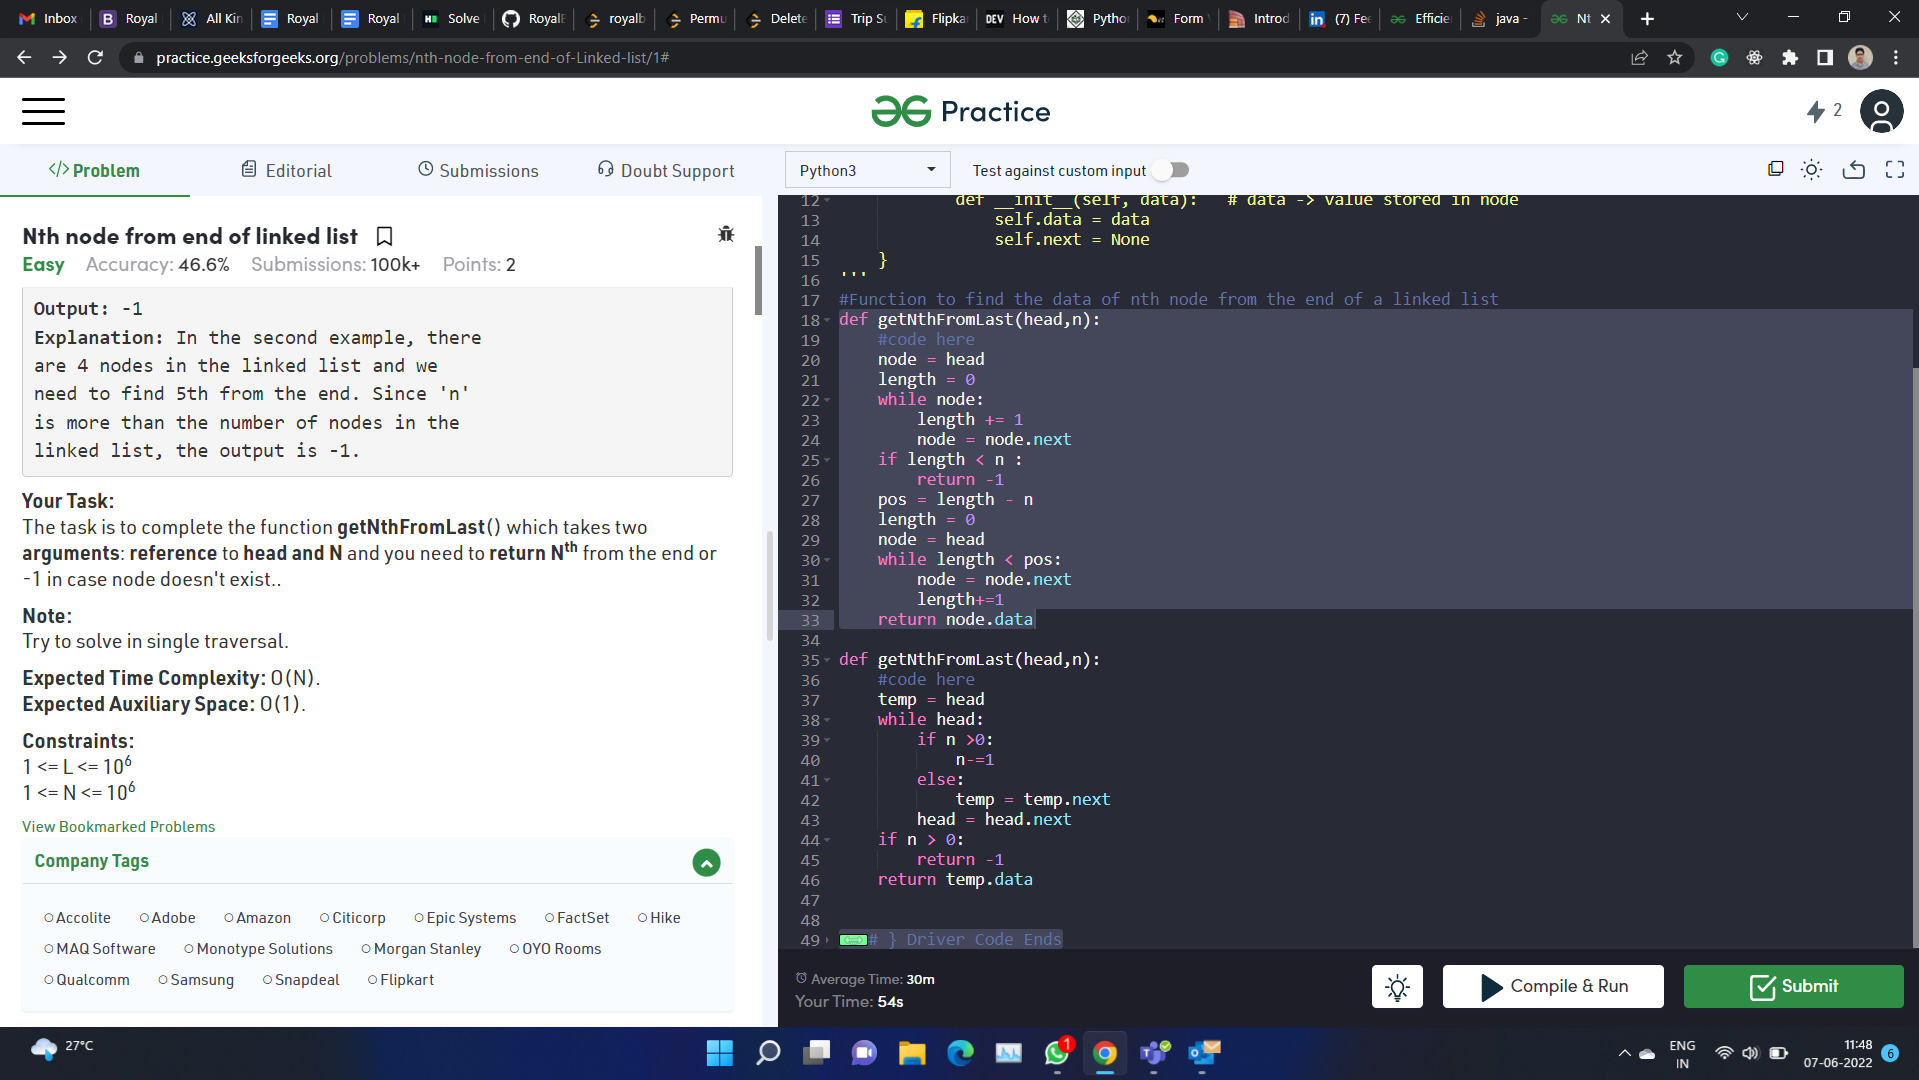 Inbox
Royal
All Kin
Royal
Royal
Solve
RoyalE
royalb
Permu
Delete
Trip Su
Flipkar
DEV How t
Pytho
Form
Introd
(7) Fee
Efficie
java -
Nt
practice.geeksforgeeks.org/problems/nth-node-from-end-of-Linked-list/1#
Practice
2
</> Problem
Editorial
Submissions
Doubt Support
Python3
Test against custom input
Nth node from end of linked list
Easy Accuracy: 46.6% Submissions: 100k+ Points: 2
Output: -1
Explanation: In the second example, there
are 4 nodes in the linked list and we
need to find 5th from the end. Since 'n'
is more than the number of nodes in the
linked list, the output is -1.
Your Task:
The task is to complete the function getNthFromLast() which takes two
arguments: reference to head and N and you need to return Nth from the end or
-1 in case node doesn't exist..
Note:
Try to solve in single traversal.
Expected Time Complexity: O(N).
Expected Auxiliary Space: O(1).
Constraints:
1 <= L <= 10^6
1 <= N <= 10^6
View Bookmarked Problems
Company Tags
Accolite Adobe Amazon Citicorp Epic Systems FactSet Hike
MAQ Software Monotype Solutions Morgan Stanley OYO Rooms
Qualcomm Samsung Snapdeal Flipkart
12 def __init__(self, data): # data -> value stored in node
13 self.data = data
14 self.next = None
15 }
16 '''
17 #Function to find the data of nth node from the end of a linked list
18 def getNthFromLast(head,n):
19 #code here
20 node = head
21 length = 0
22 while node:
23 length += 1
24 node = node.next
25 if length < n :
26 return -1
27 pos = length - n
28 length = 0
29 node = head
30 while length < pos:
31 node = node.next
32 length+=1
33 return node.data
34
35 def getNthFromLast(head,n):
36 #code here
37 temp = head
38 while head:
39 if n >0:
40 n-=1
41 else:
42 temp = temp.next
43 head = head.next
44 if n > 0:
45 return -1
46 return temp.data
47
48
49 # } Driver Code Ends
Average Time: 30m
Your Time: 54s
Compile & Run
Submit
27°C
1
ENG
IN
11:48
07-06-2022
6